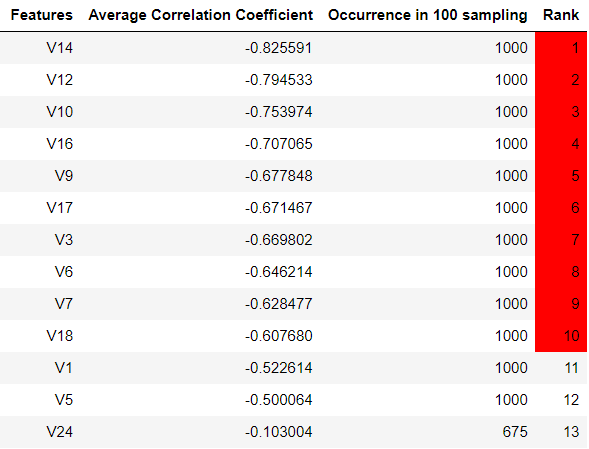 Features Average Correlation Coefficient Occurrence in 100 sampling Rank
V14 -0.825591 1000 1
V12 -0.794533 1000 2
V10 -0.753974 1000 3
V16 -0.707065 1000 4
V9 -0.677848 1000 5
V17 -0.671467 1000 6
V3 -0.669802 1000 7
V6 -0.646214 1000 8
V7 -0.628477 1000 9
V18 -0.607680 1000 10
V1 -0.522614 1000 11
V5 -0.500064 1000 12
V24 -0.103004 675 13